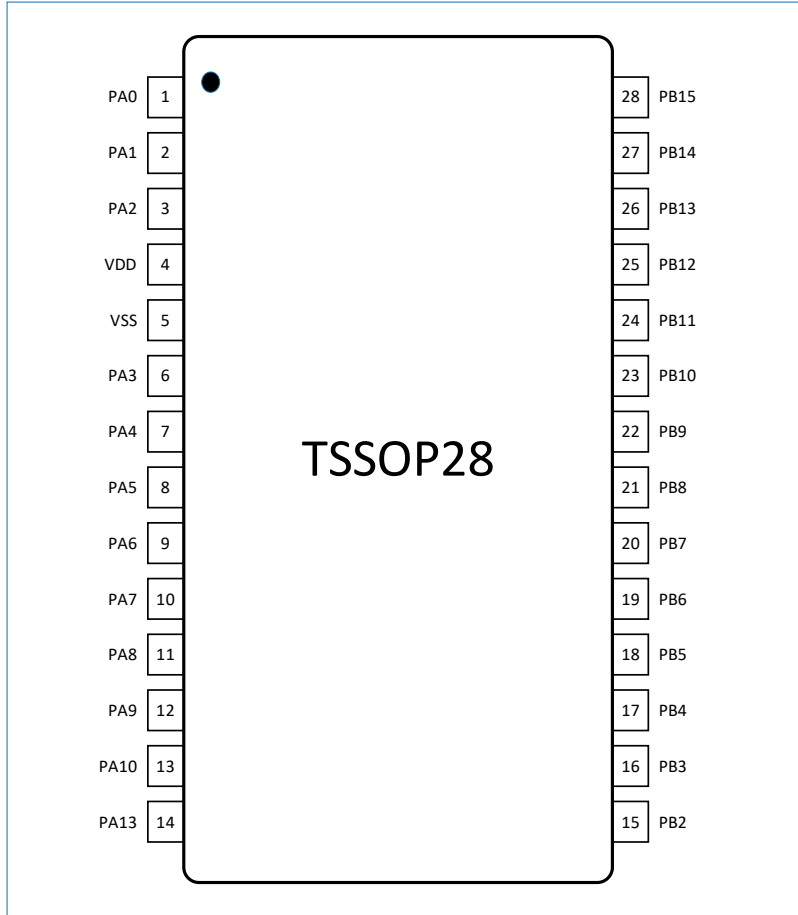 PA0 1 28 PB15
PA1 2 27 PB14
PA2 3 26 PB13
VDD 4 25 PB12
VSS 5 24 PB11
PA3 6 23 PB10
PA4 7 22 PB9
TSSOP28
PA5 8 21 PB8
PA6 9 20 PB7
PA7 10 19 PB6
PA8 11 18 PB5
PA9 12 17 PB4
PA10 13 16 PB3
PA13 14 15 PB2